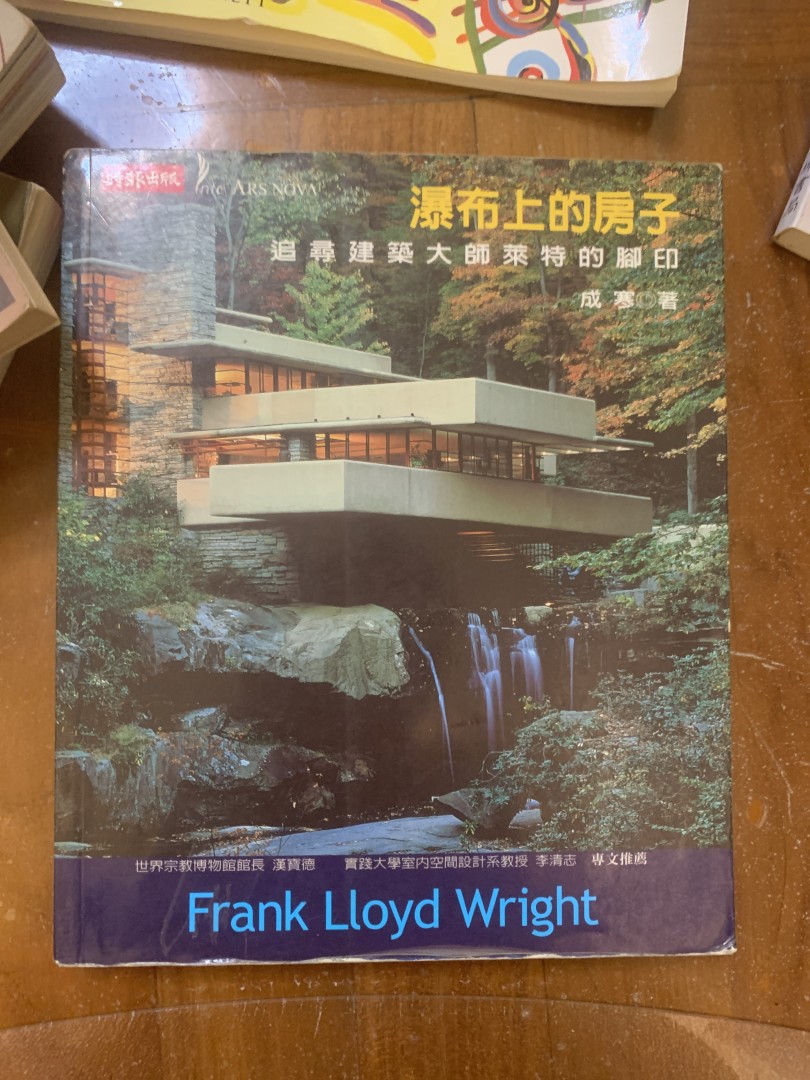 時報出版 Into ARS NOVA
瀑布上的房子
追尋建築大師萊特的腳印
成寒◎著
世界宗教博物館館長 漢寶德 實踐大學室內空間設計系教授 李清志 專文推薦
Frank Lloyd Wright